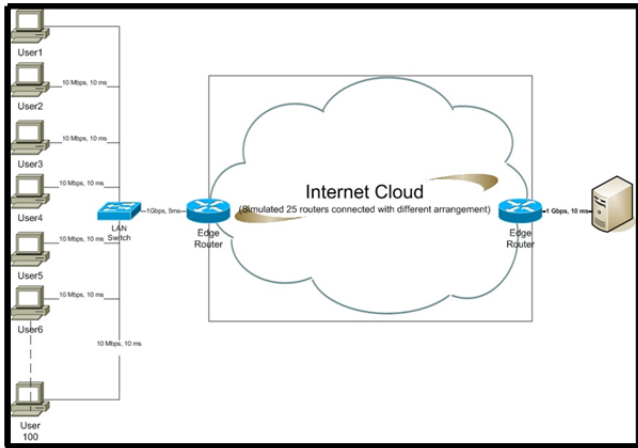 User1
10 Mbps, 10 ms
User2
10 Mbps, 10 ms
User3
10 Mbps, 10 ms
User4
10 Mbps, 10 ms
User5
10 Mbps, 10 ms
User6
10 Mbps, 10 ms
User
100
LAN
Switch
1Gbps, 5ms
Edge
Router
Internet Cloud
(Simulated 25 routers connected with different arrangement)
Edge
Router
1 Gbps, 10 ms